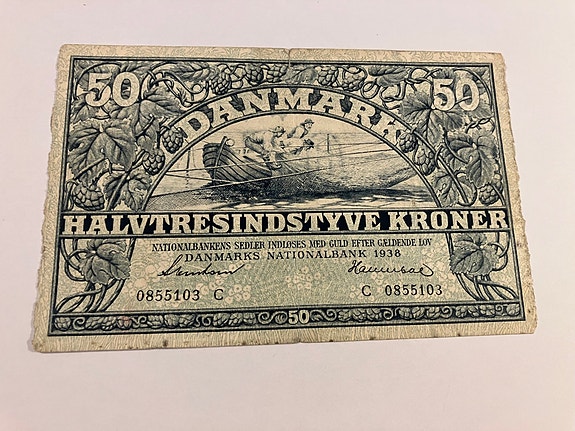 50 50
DANMARK
HALVTRESINDSTYVE KRONER
NATIONALBANKENS SEDLER INDLØSES MED GULD EFTER GÆLDENDE LOV
DANMARKS NATIONALBANK 1938
0855103 C C 0855103
50